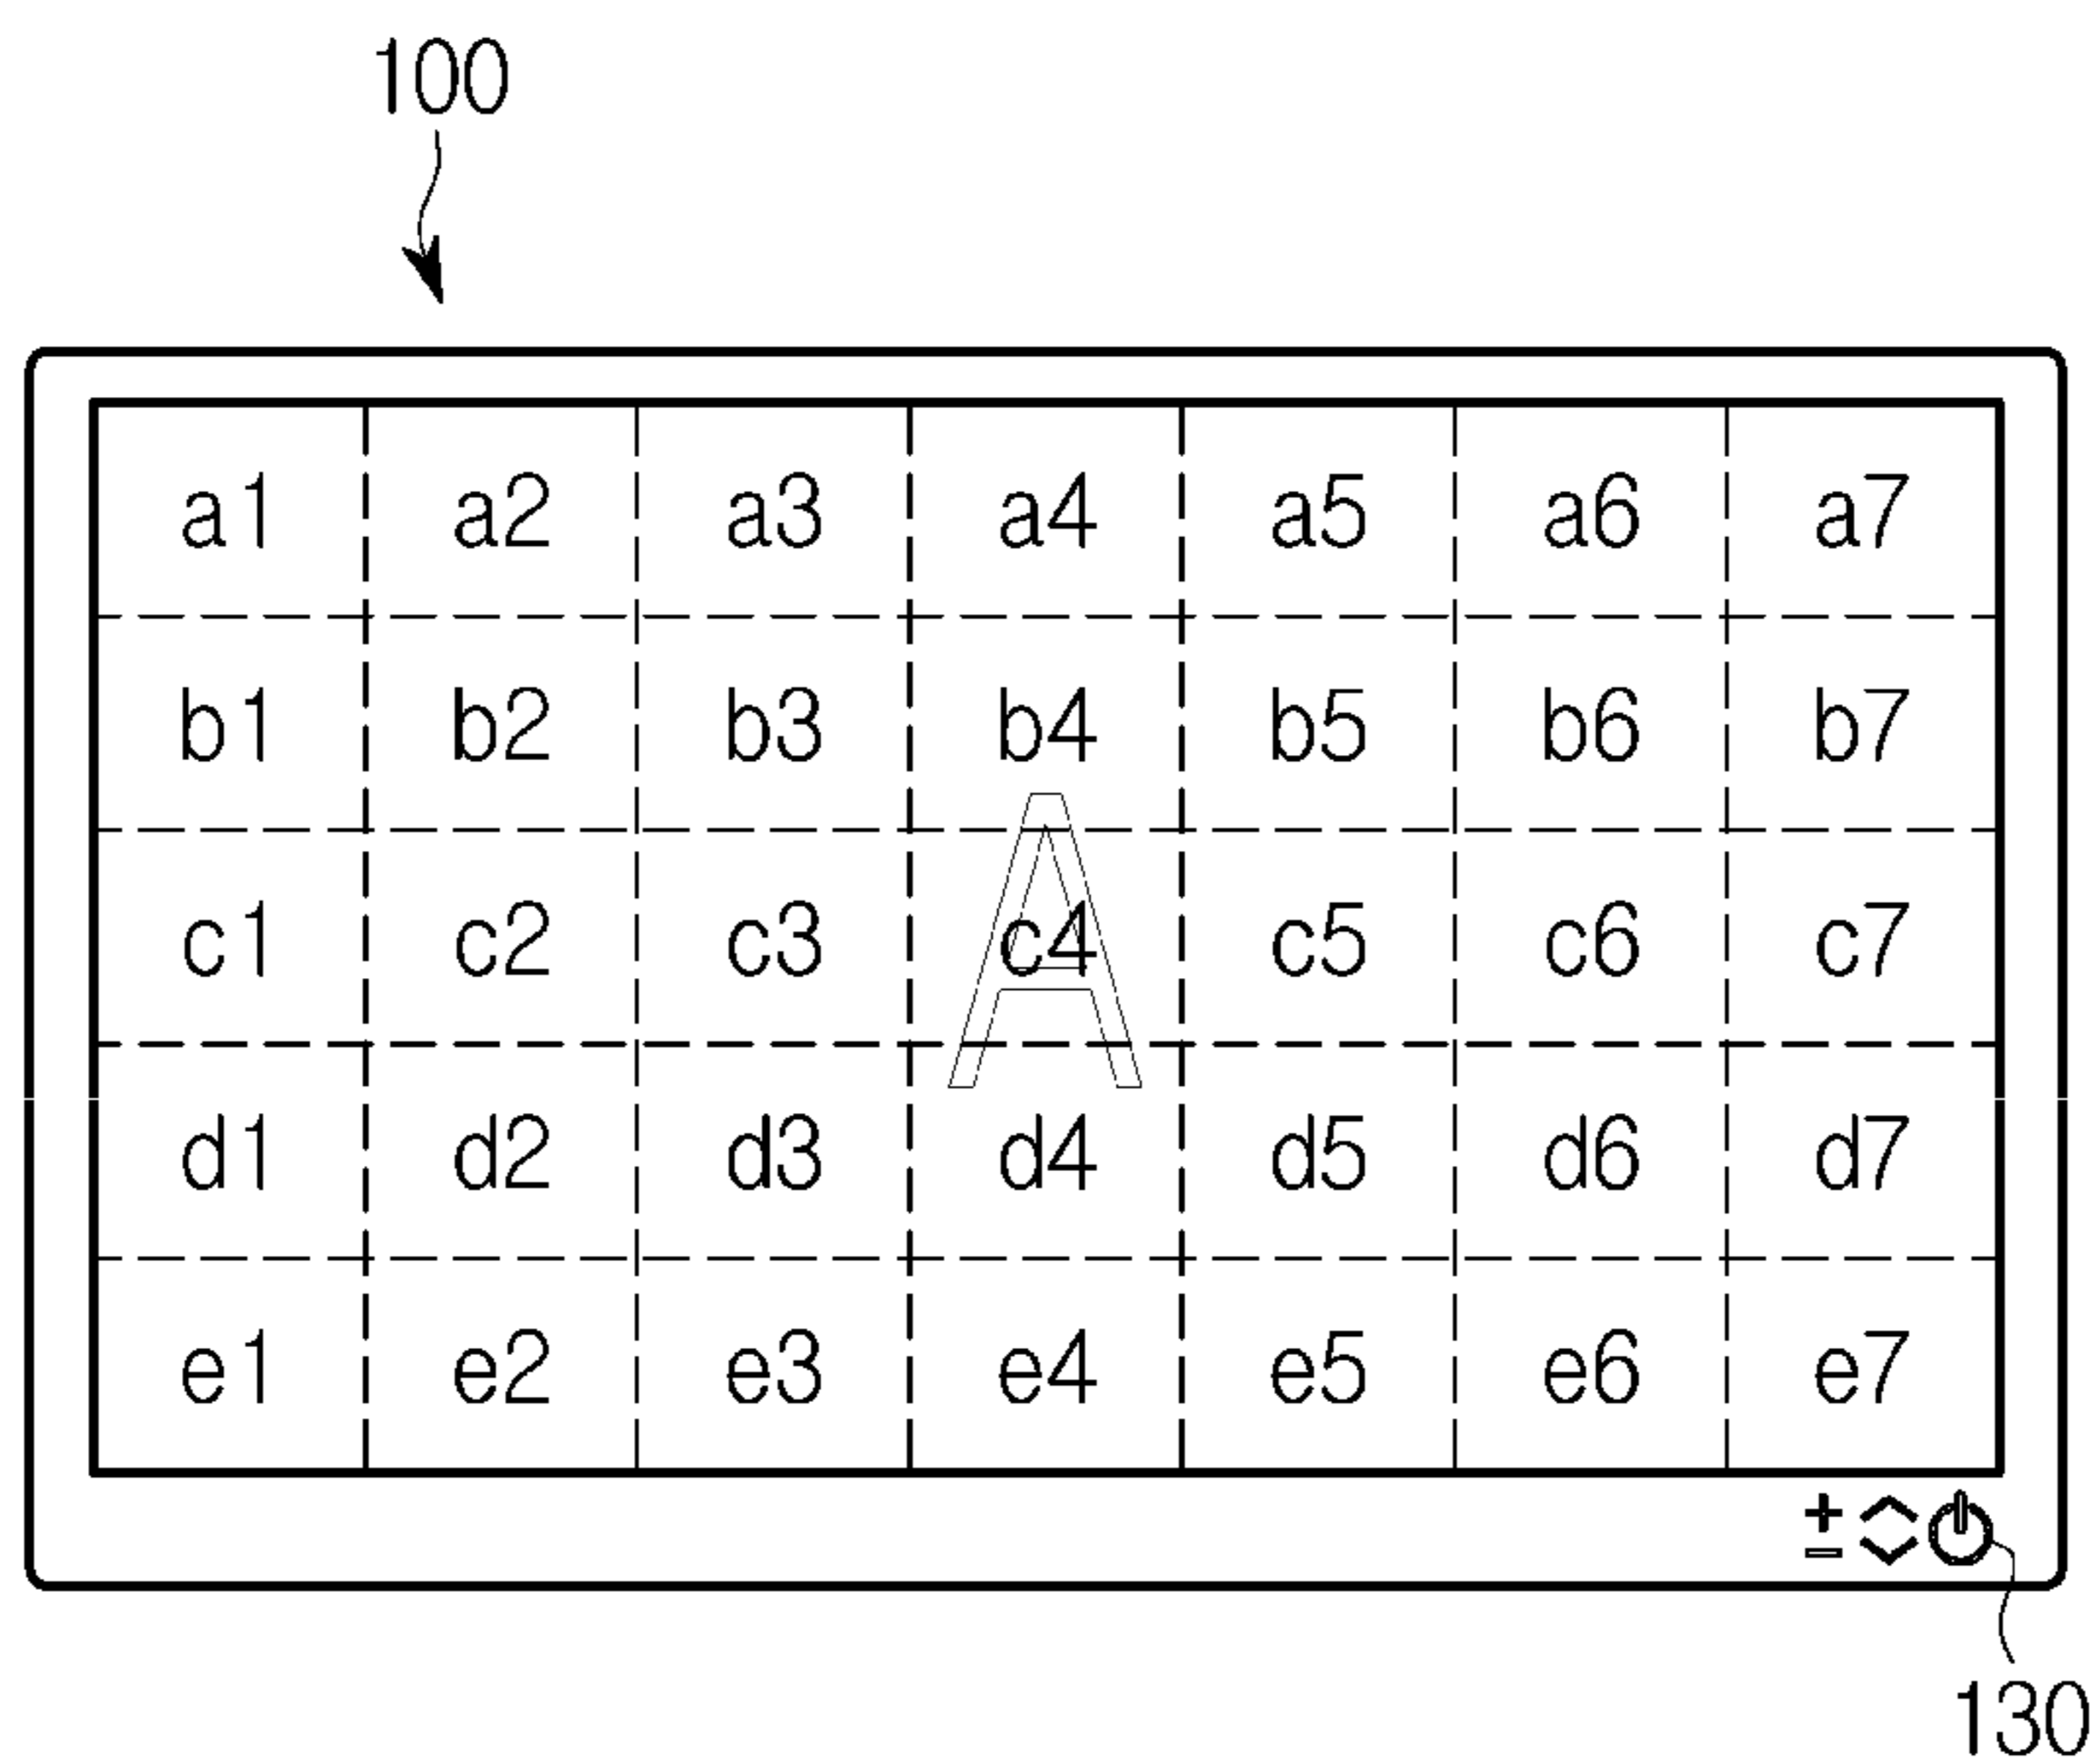 100
a1 a2 a3 a4 a5 a6 a7
b1 b2 b3 b4 b5 b6 b7
A
c1 c2 c3 c4 c5 c6 c7
d1 d2 d3 d4 d5 d6 d7
e1 e2 e3 e4 e5 e6 e7
130